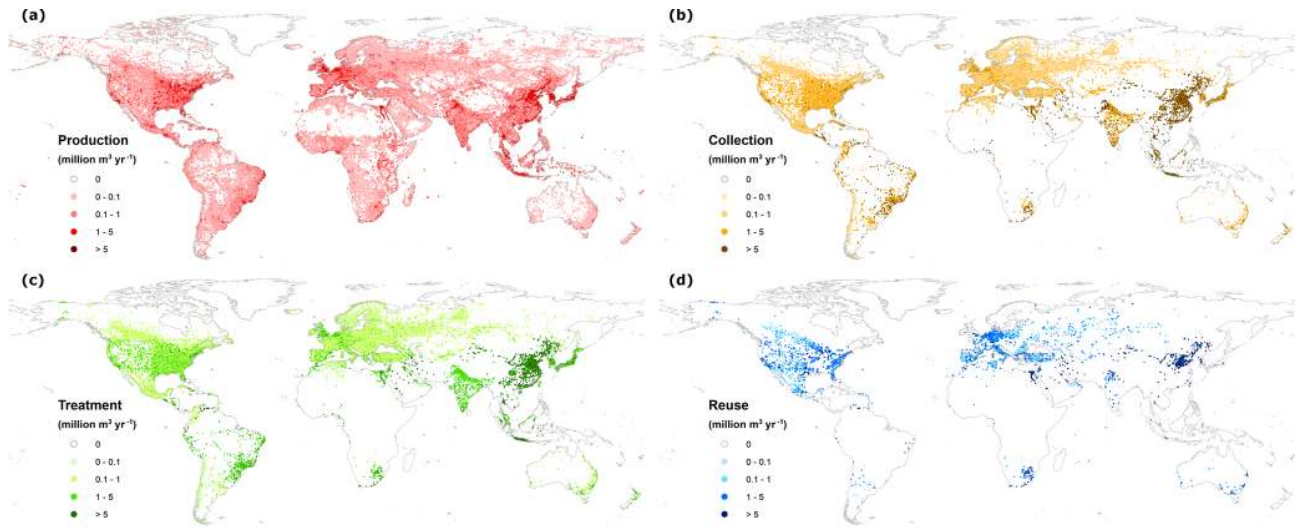 (a)
Production
(million m³ yr⁻¹)
0
0 - 0.1
0.1 - 1
1 - 5
> 5
(b)
Collection
(million m³ yr⁻¹)
0
0 - 0.1
0.1 - 1
1 - 5
> 5
(c)
Treatment
(million m³ yr⁻¹)
0
0 - 0.1
0.1 - 1
1 - 5
> 5
(d)
Reuse
(million m³ yr⁻¹)
0
0 - 0.1
0.1 - 1
1 - 5
> 5